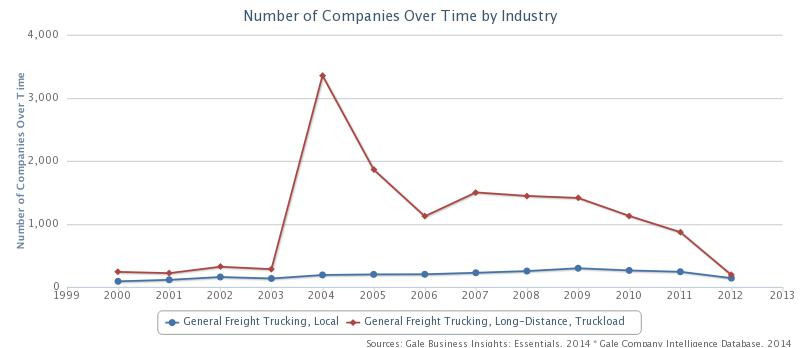 Number of Companies Over Time by Industry
Number of Companies Over Time
4,000
3,000
2,000
1,000
0
1999 2000 2001 2002 2003 2004 2005 2006 2007 2008 2009 2010 2011 2012 2013
General Freight Trucking, Local General Freight Trucking, Long-Distance, Truckload
Sources: Gale Business Insights: Essentials. 2014 * Gale Company Intelligence Database. 2014